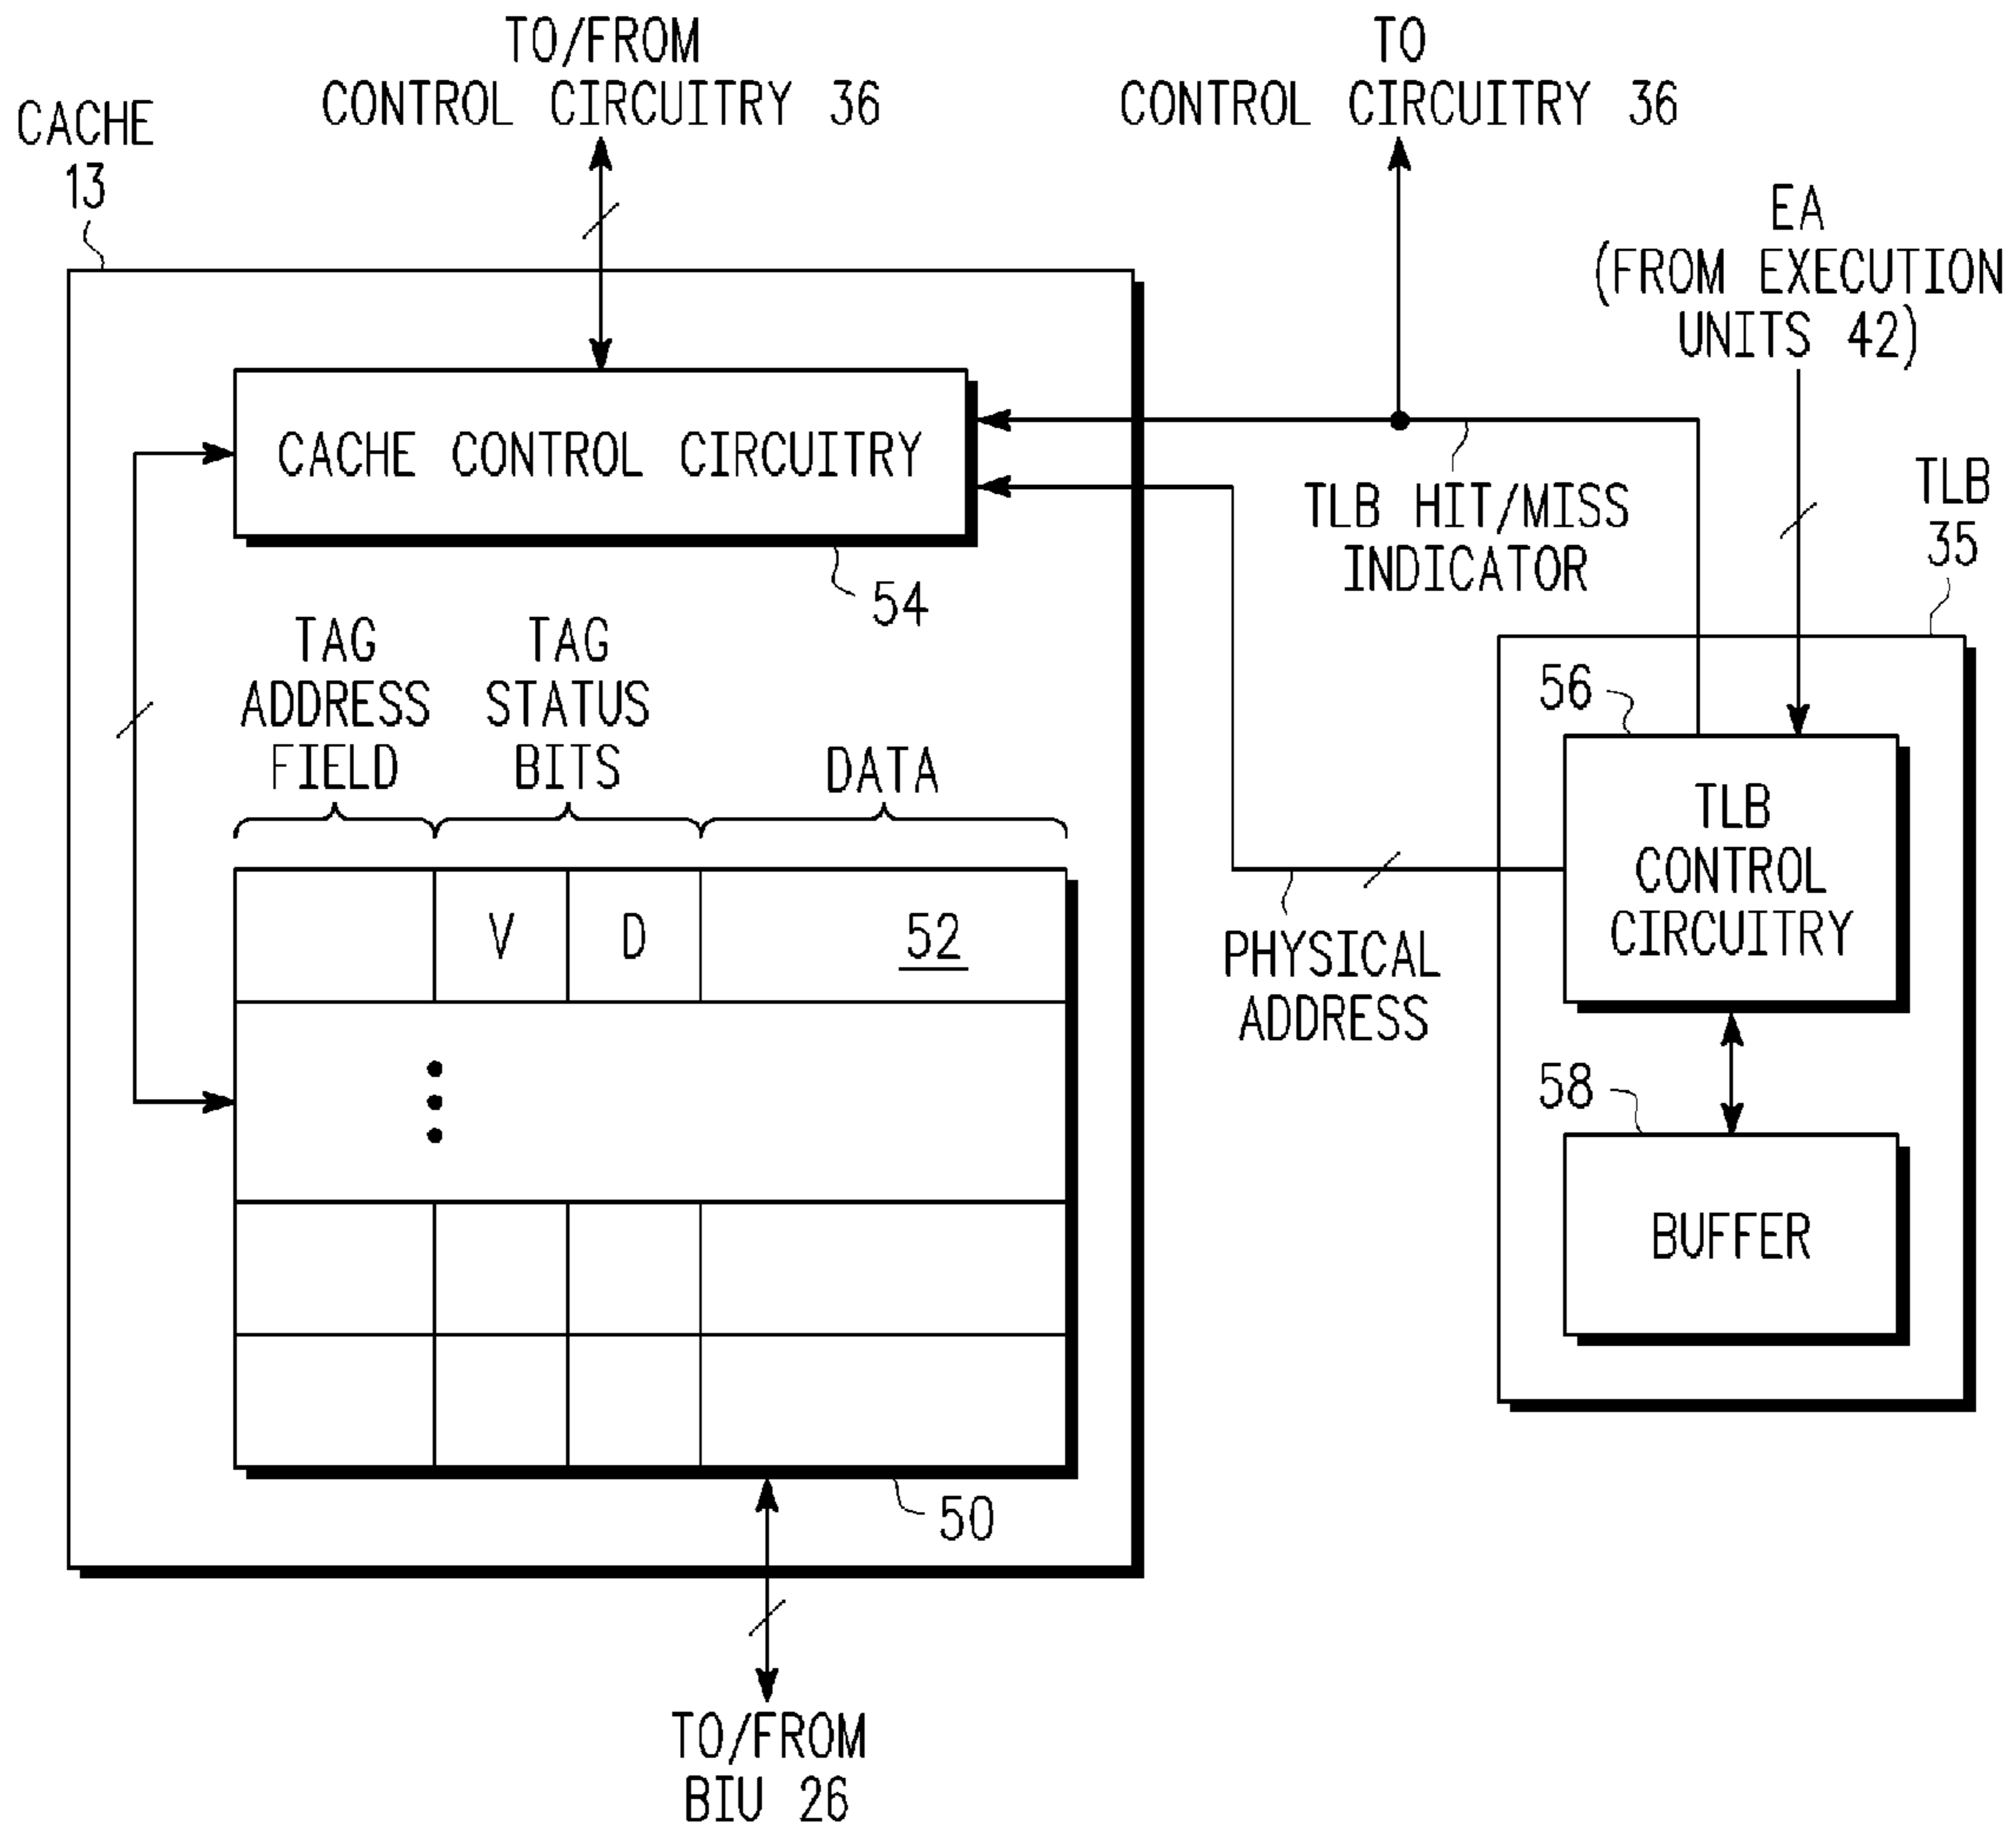 TO/FROM
CONTROL CIRCUITRY 36
TO
CONTROL CIRCUITRY 36
CACHE
13
EA
(FROM EXECUTION
UNITS 42)
CACHE CONTROL CIRCUITRY
54
TLB HIT/MISS
INDICATOR
TLB
35
TAG
ADDRESS
FIELD
TAG
STATUS
BITS
DATA
56
TLB
CONTROL
CIRCUITRY
V
D
52
PHYSICAL
ADDRESS
58
BUFFER
50
TO/FROM
BIU 26